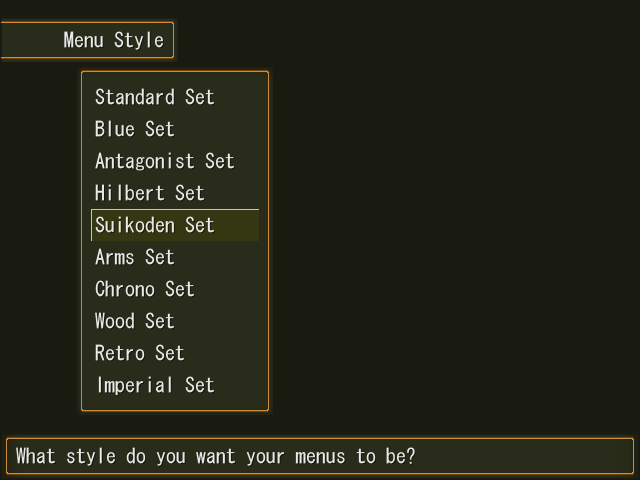 Menu Style
Standard Set
Blue Set
Antagonist Set
Hilbert Set
Suikoden Set
Arms Set
Chrono Set
Wood Set
Retro Set
Imperial Set
What style do you want your menus to be?